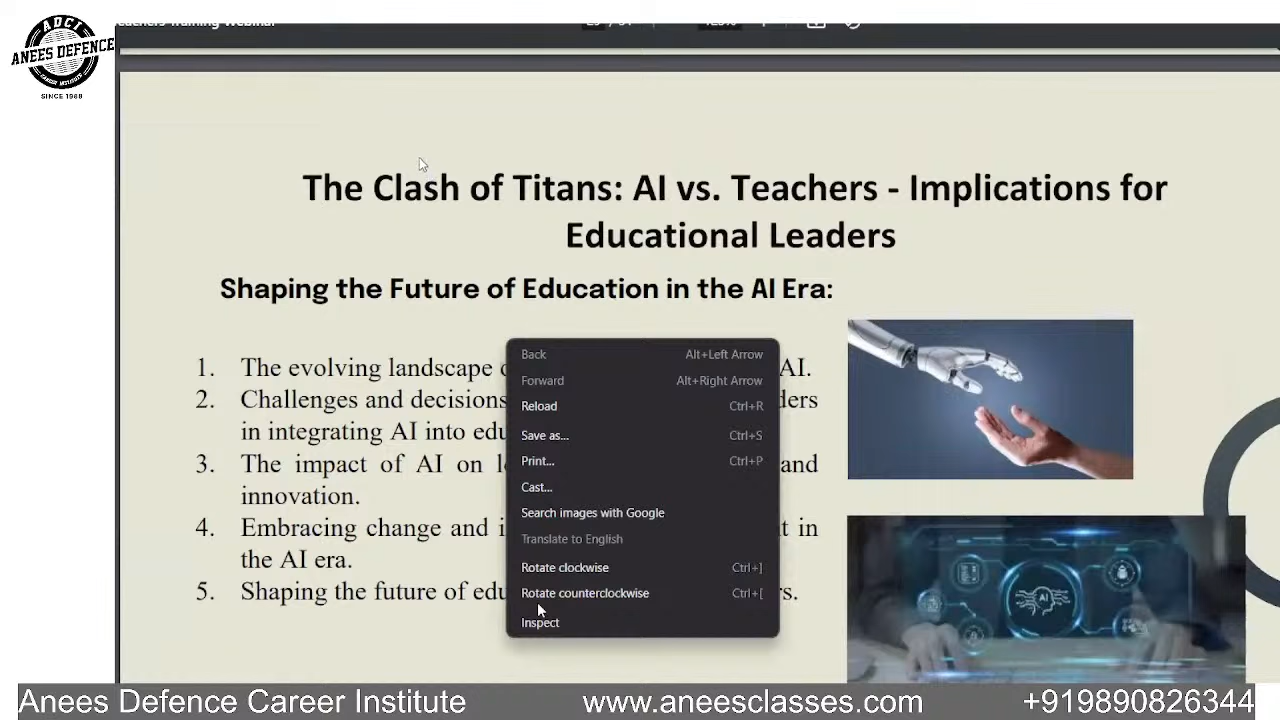 ADCI
ANEES DEFENCE
CAREER INSTITUTE
SINCE 1968
Training Webinar
The Clash of Titans: AI vs. Teachers - Implications for
Educational Leaders
Shaping the Future of Education in the AI Era:
1. The evolving landscape AI.
2. Challenges and decisions
in integrating AI into
3. The impact of AI on and
innovation.
4. Embracing change and in
the AI era.
5. Shaping the future of
Back Alt+Left Arrow
Forward Alt+Right Arrow
Reload Ctrl+R
Save as... Ctrl+S
Print... Ctrl+P
Cast...
Search images with Google
Translate to English
Rotate clockwise Ctrl+]
Rotate counterclockwise Ctrl+[
Inspect
AI
Anees Defence Career Institute www.aneesclasses.com +919890826344